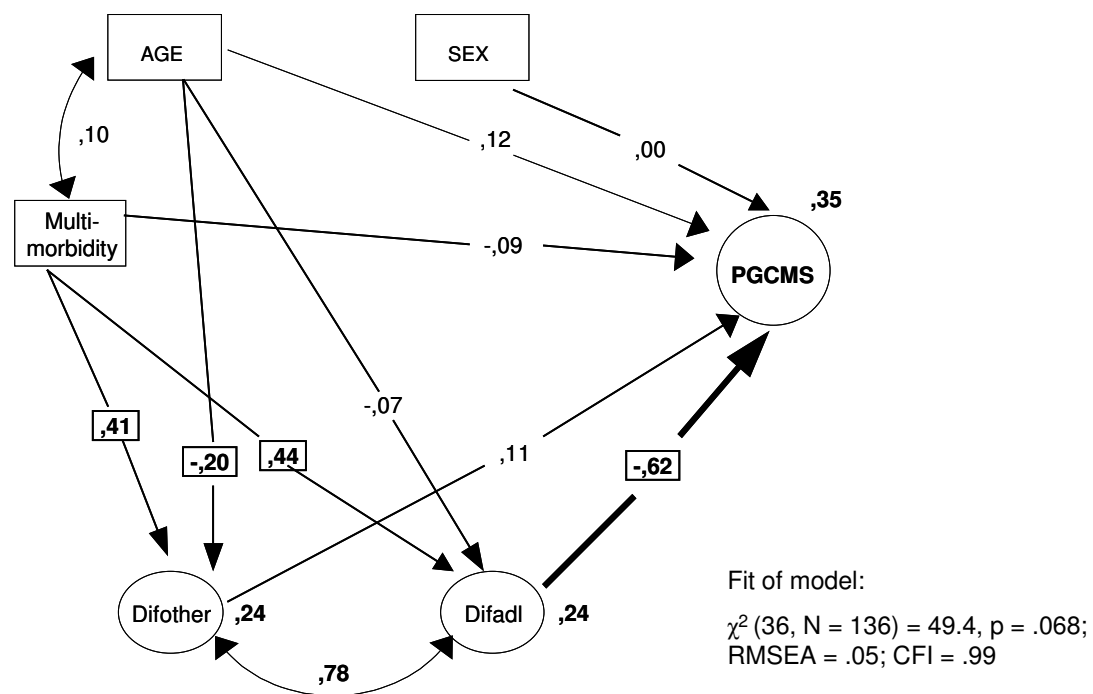 AGE
SEX
,10
,12
,00
,35
Multi-
morbidity
-,09
PGCMS
-,07
,41
-,20
,44
,11
-,62
Fit of model:
Difother
,24
Difadl
,24
χ² (36, N = 136) = 49.4, p = .068;
RMSEA = .05; CFI = .99
,78